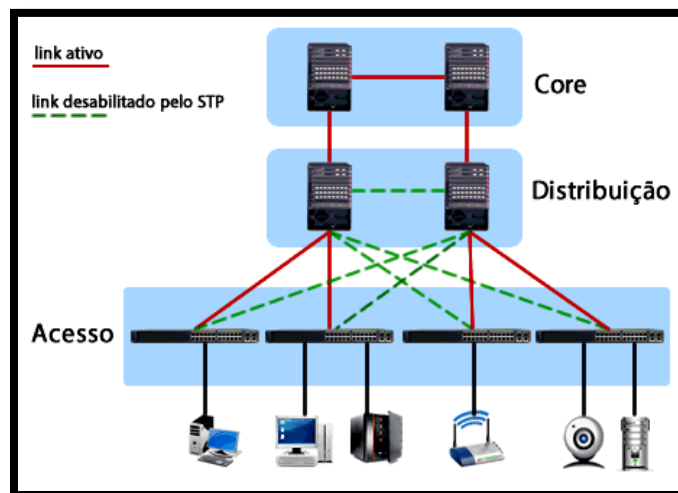 link ativo
link desabilitado pelo STP
Core
Distribuição
Acesso